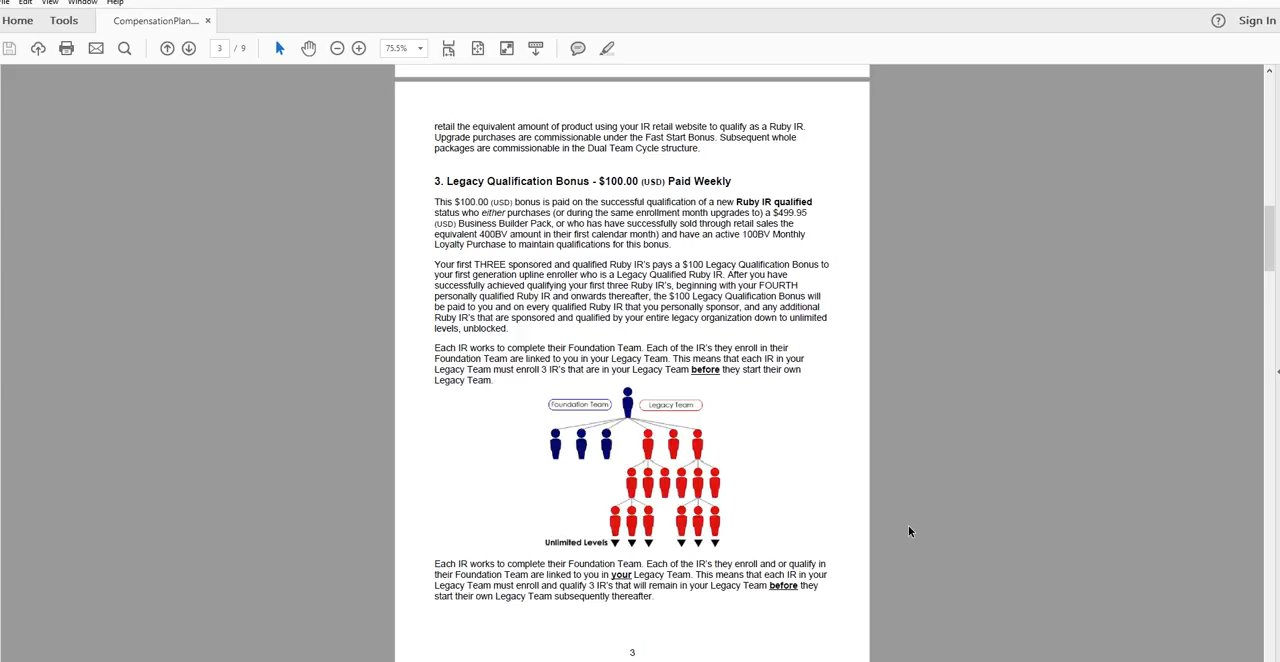 File Edit View Window Help
Home Tools CompensationPlan.... × Sign In
3 / 9 75.5%
retail the equivalent amount of product using your IR retail website to qualify as a Ruby IR.
Upgrade purchases are commissionable under the Fast Start Bonus. Subsequent whole
packages are commissionable in the Dual Team Cycle structure.
3. Legacy Qualification Bonus - $100.00 (USD) Paid Weekly
This $100.00 (USD) bonus is paid on the successful qualification of a new Ruby IR qualified
status who either purchases (or during the same enrollment month upgrades to) a $499.95
(USD) Business Builder Pack, or who has have successfully sold through retail sales the
equivalent 400BV amount in their first calendar month) and have an active 100BV Monthly
Loyalty Purchase to maintain qualifications for this bonus.
Your first THREE sponsored and qualified Ruby IR's pays a $100 Legacy Qualification Bonus to
your first generation upline enroller who is a Legacy Qualified Ruby IR. After you have
successfully achieved qualifying your first three Ruby IR's, beginning with your FOURTH
personally qualified Ruby IR and onwards thereafter, the $100 Legacy Qualification Bonus will
be paid to you and on every qualified Ruby IR that you personally sponsor, and any additional
Ruby IR's that are sponsored and qualified by your entire legacy organization down to unlimited
levels, unblocked.
Each IR works to complete their Foundation Team. Each of the IR's they enroll in their
Foundation Team are linked to you in your Legacy Team. This means that each IR in your
Legacy Team must enroll 3 IR's that are in your Legacy Team before they start their own
Legacy Team.
Foundation Team Legacy Team
Unlimited Levels
Each IR works to complete their Foundation Team. Each of the IR's they enroll and or qualify in
their Foundation Team are linked to you in your Legacy Team. This means that each IR in your
Legacy Team must enroll and qualify 3 IR's that will remain in your Legacy Team before they
start their own Legacy Team subsequently thereafter.
3